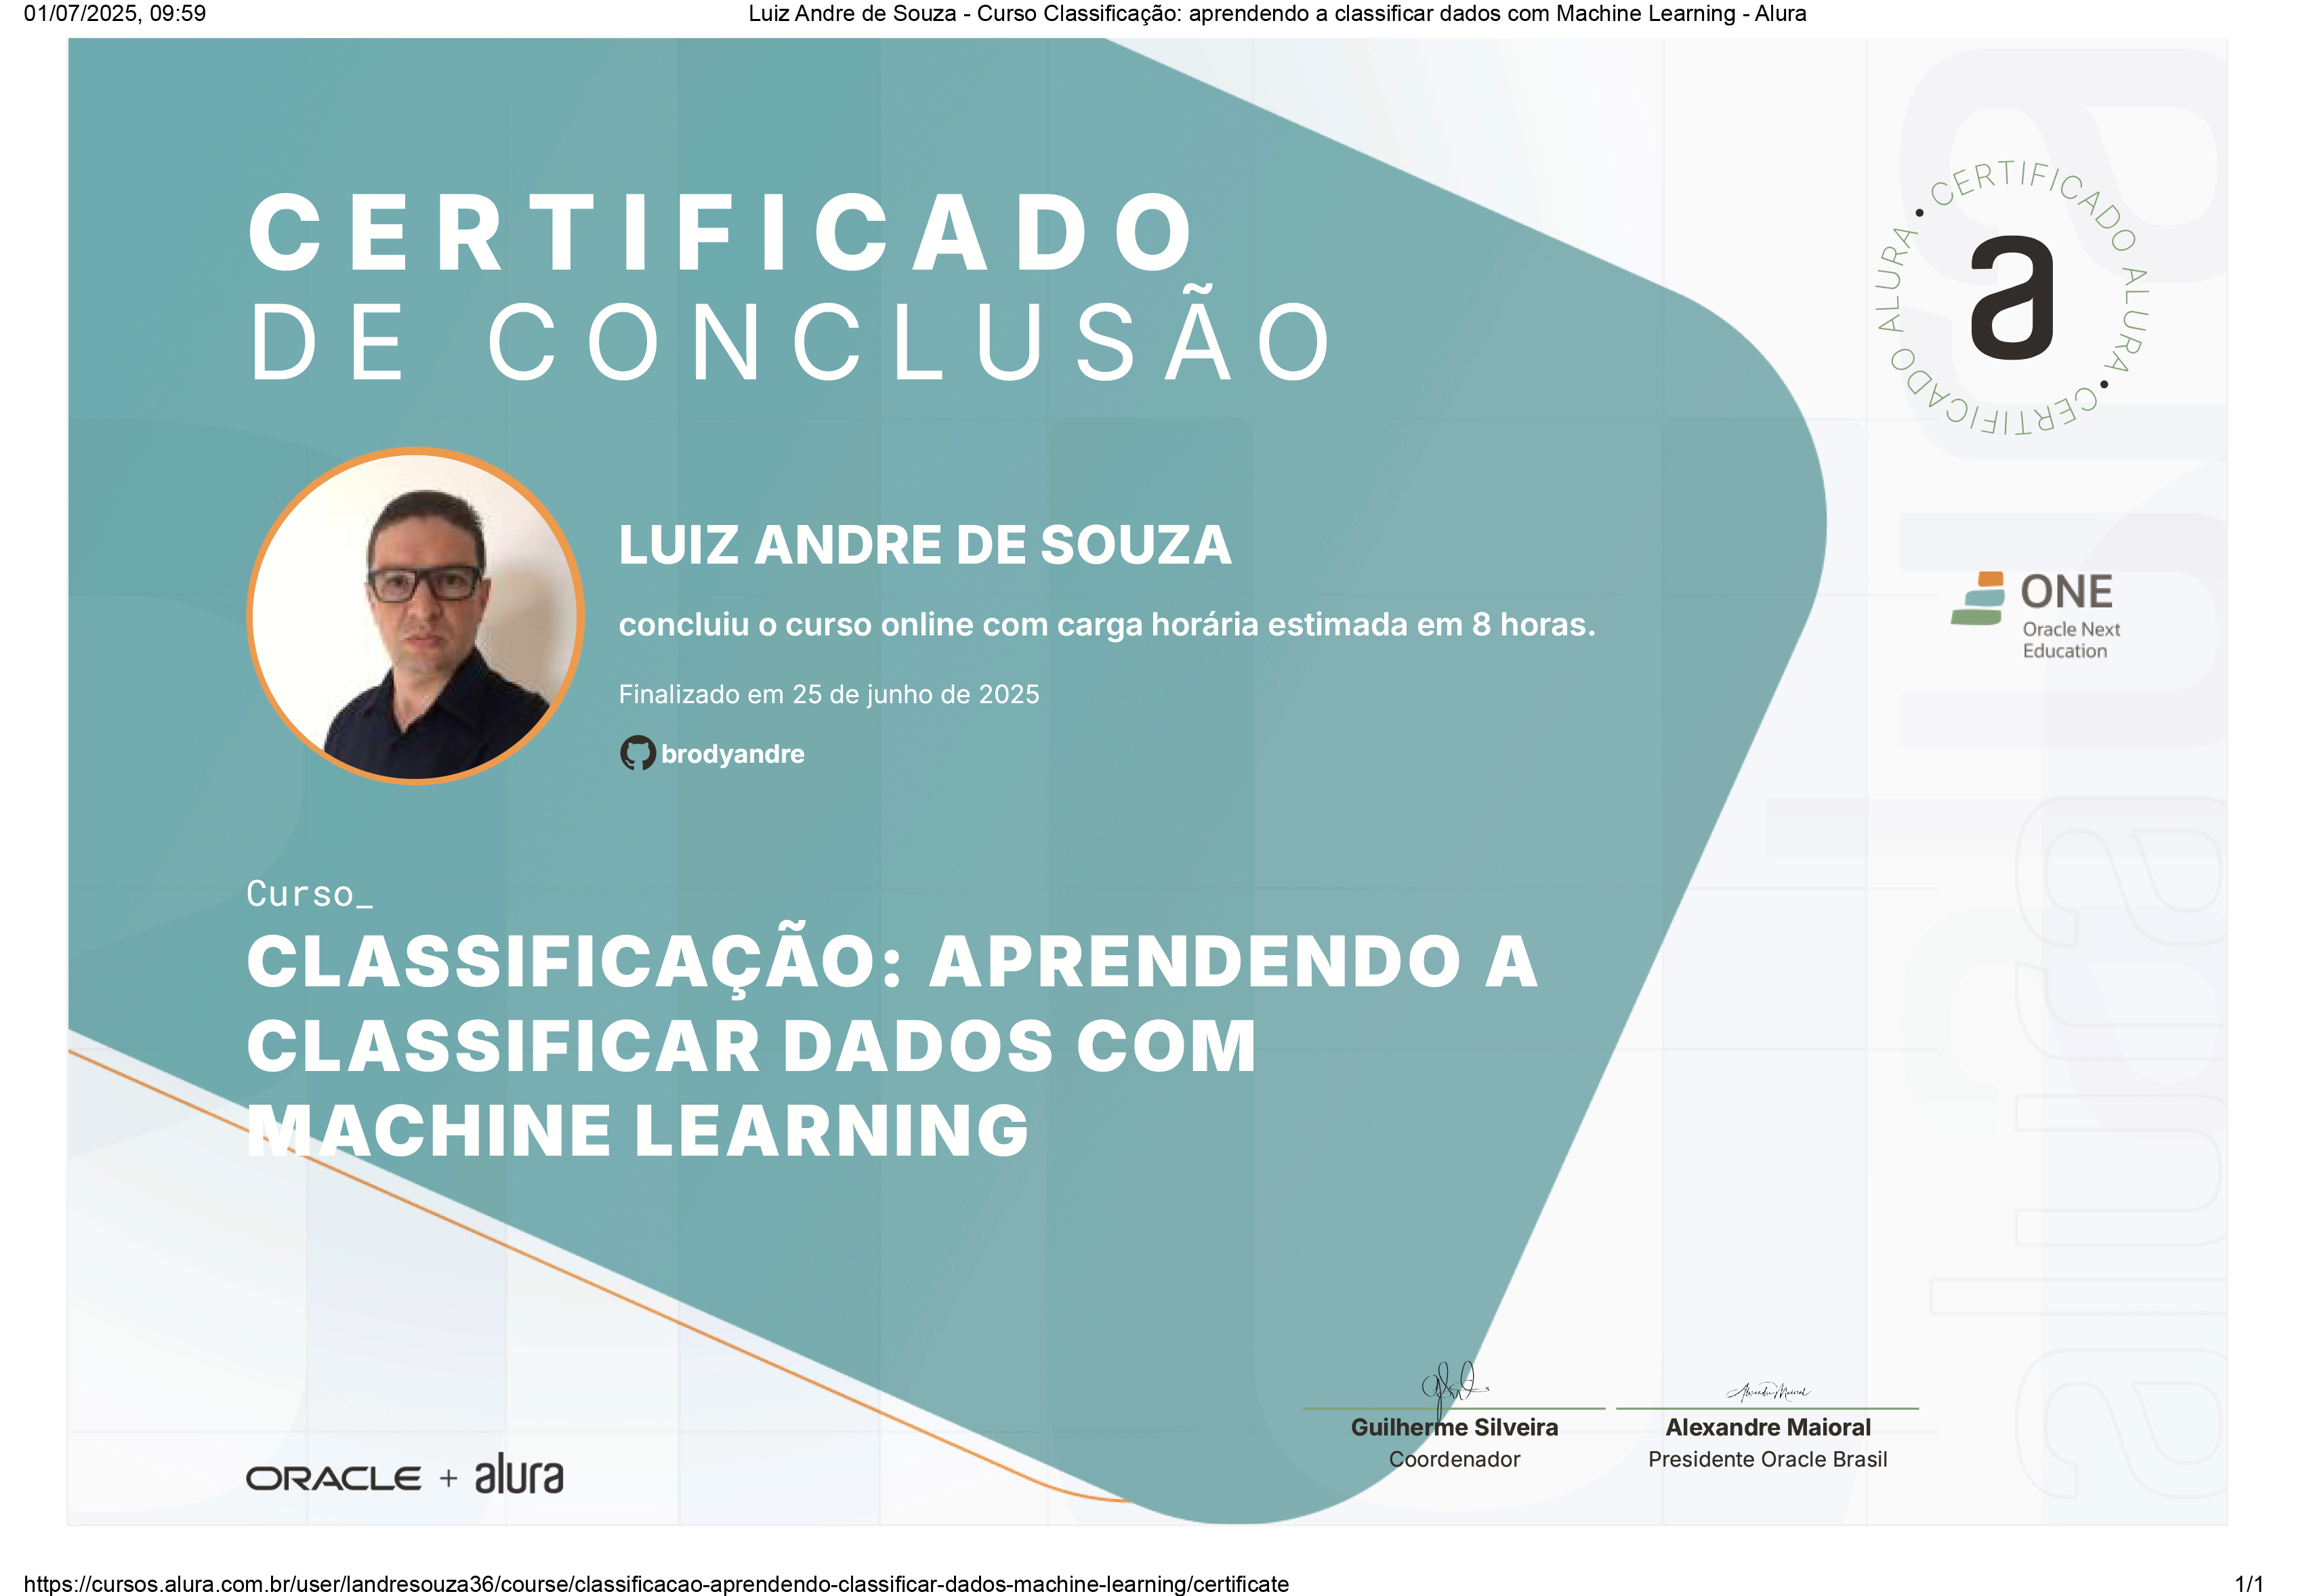 01/07/2025, 09:59
Luiz Andre de Souza - Curso Classificação: aprendendo a classificar dados com Machine Learning - Alura
CERTIFICADO
DE CONCLUSÃO
CERTIFICADO ALURA • CERTIFICADO ALURA •
a
LUIZ ANDRE DE SOUZA
concluiu o curso online com carga horária estimada em 8 horas.
Finalizado em 25 de junho de 2025
brodyandre
ONE
Oracle Next
Education
Curso_
CLASSIFICAÇÃO: APRENDENDO A
CLASSIFICAR DADOS COM
MACHINE LEARNING
alura
Alexandre Maioral
Guilherme Silveira
Coordenador
Alexandre Maioral
Presidente Oracle Brasil
ORACLE + alura
https://cursos.alura.com.br/user/landresouza36/course/classificacao-aprendendo-classificar-dados-machine-learning/certificate
1/1